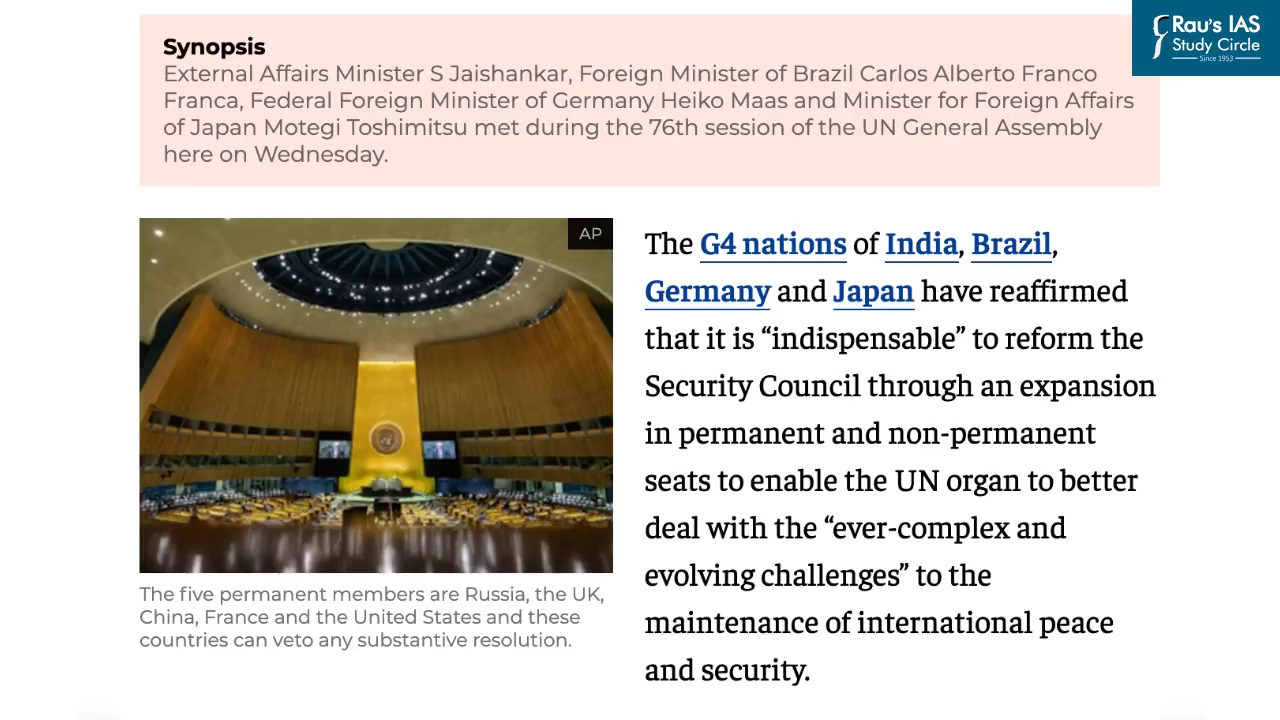 Rau's IAS
Study Circle
Since 1953
Synopsis
External Affairs Minister S Jaishankar, Foreign Minister of Brazil Carlos Alberto Franco
Franca, Federal Foreign Minister of Germany Heiko Maas and Minister for Foreign Affairs
of Japan Motegi Toshimitsu met during the 76th session of the UN General Assembly
here on Wednesday.
AP
The five permanent members are Russia, the UK,
China, France and the United States and these
countries can veto any substantive resolution.
The G4 nations of India, Brazil,
Germany and Japan have reaffirmed
that it is “indispensable” to reform the
Security Council through an expansion
in permanent and non-permanent
seats to enable the UN organ to better
deal with the “ever-complex and
evolving challenges” to the
maintenance of international peace
and security.